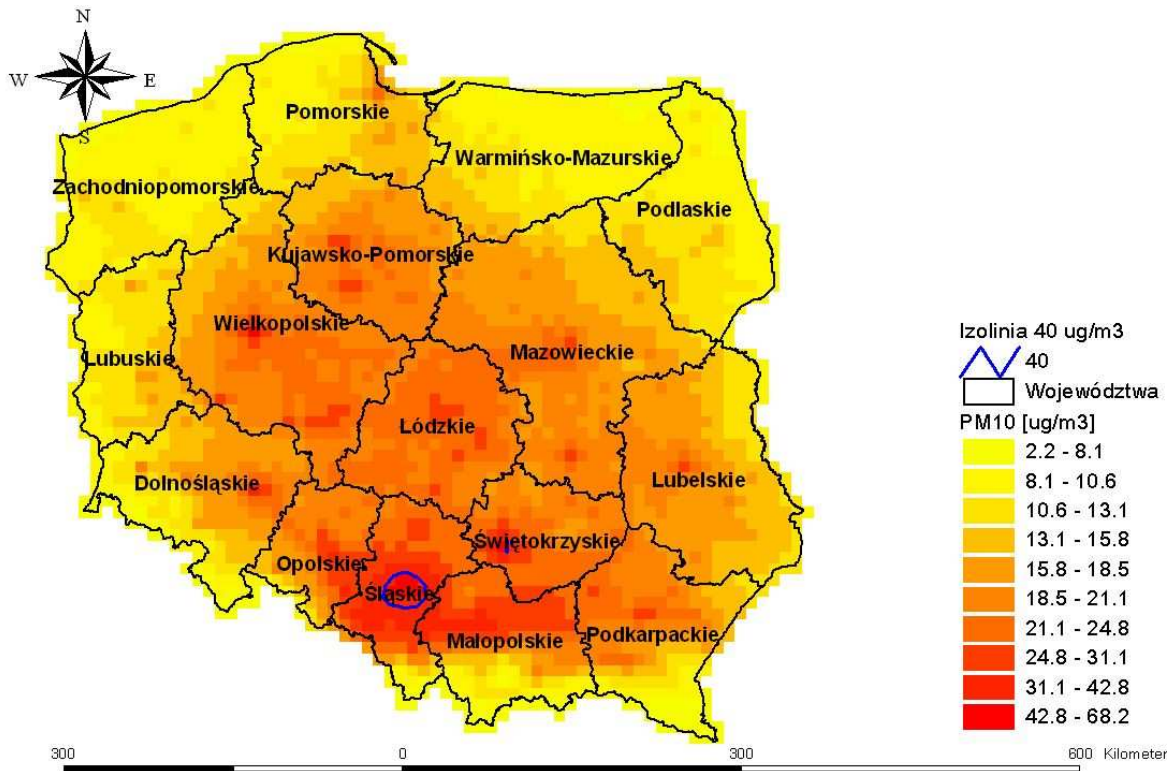 N
W E
S
Pomorskie
Warmińsko-Mazurskie
Zachodniopomorskie
Podlaskie
Kujawsko-Pomorskie
Wielkopolskie
Mazowieckie
Lubuskie
Łódzkie
Dolnośląskie
Lubelskie
Świętokrzyskie
Opolskie
Śląskie
Małopolskie
Podkarpackie
Izolinia 40 ug/m3
40
Województwa
PM10 [ug/m3]
2.2 - 8.1
8.1 - 10.6
10.6 - 13.1
13.1 - 15.8
15.8 - 18.5
18.5 - 21.1
21.1 - 24.8
24.8 - 31.1
31.1 - 42.8
42.8 - 68.2
300 0 300 600 Kilometer